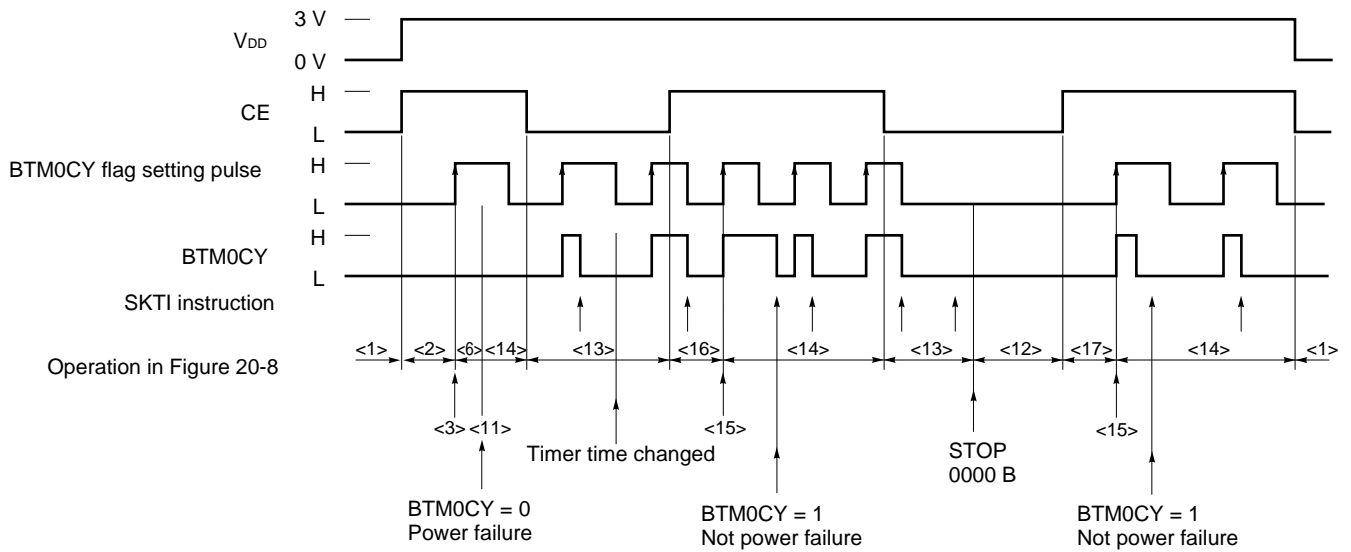 3 V
VDD
0 V
H
CE
L
H
BTM0CY flag setting pulse
L
H
BTM0CY
L
SKTI instruction
<1> <2> <6> <14> <13> <16> <14> <13> <12> <17> <14> <1>
Operation in Figure 20-8
<3> <11> <15> <15>
Timer time changed
STOP
0000 B
BTM0CY = 0
Power failure
BTM0CY = 1
Not power failure
BTM0CY = 1
Not power failure